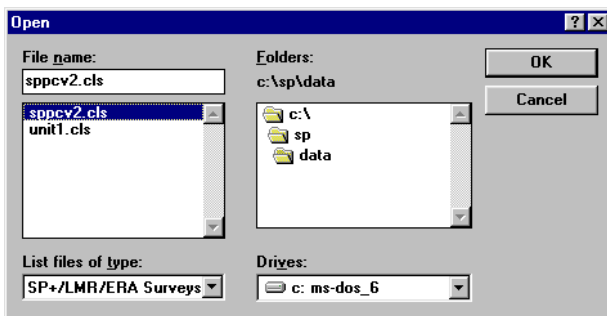 Open
File name:
sppcv2.cls
sppcv2.cls
unit1.cls
List files of type:
SP+/LMR/ERA Surveys
Folders:
c:\sp\data
c:\
sp
data
Drives:
c: ms-dos_6
OK
Cancel